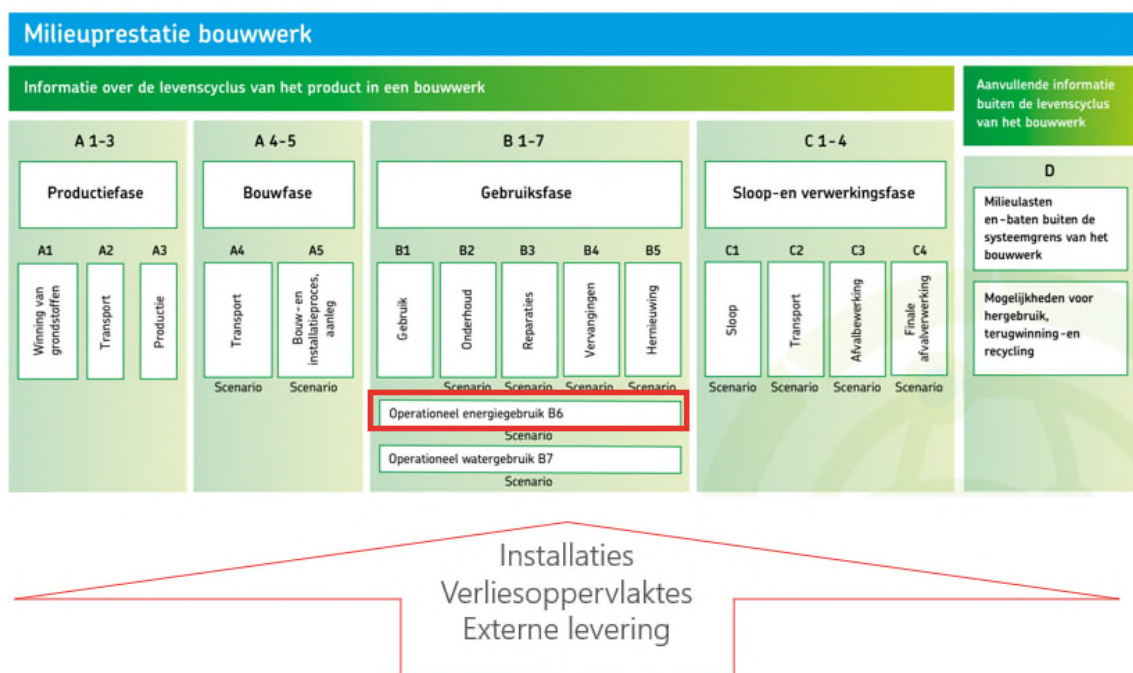 Milieuprestatie bouwwerk
Informatie over de levenscyclus van het product in een bouwwerk
Aanvullende informatie
buiten de levenscyclus
van het bouwwerk
A 1-3
Productiefase
A1
A2
A3
Winning van
grondstoffen
Transport
Productie
A 4-5
Bouwfase
A4
A5
Transport
Bouw- en
installatieproces,
aanleg
Scenario
Scenario
B 1-7
Gebruiksfase
B1
B2
B3
B4
B5
Gebruik
Onderhoud
Reparaties
Vervangingen
Hernieuwing
Scenario
Scenario
Scenario
Scenario
Operationeel energiegebruik B6
Scenario
Operationeel watergebruik B7
Scenario
C 1-4
Sloop-en verwerkingsfase
C1
C2
C3
C4
Sloop
Transport
Afvalbewerking
Finale
afvalverwerking
Scenario
Scenario
Scenario
Scenario
D
Milieulasten
en-baten buiten de
systeemgrens van het
bouwwerk
Mogelijkheden voor
hergebruik,
terugwinning-en
recycling
Installaties
Verliesoppervlaktes
Externe levering